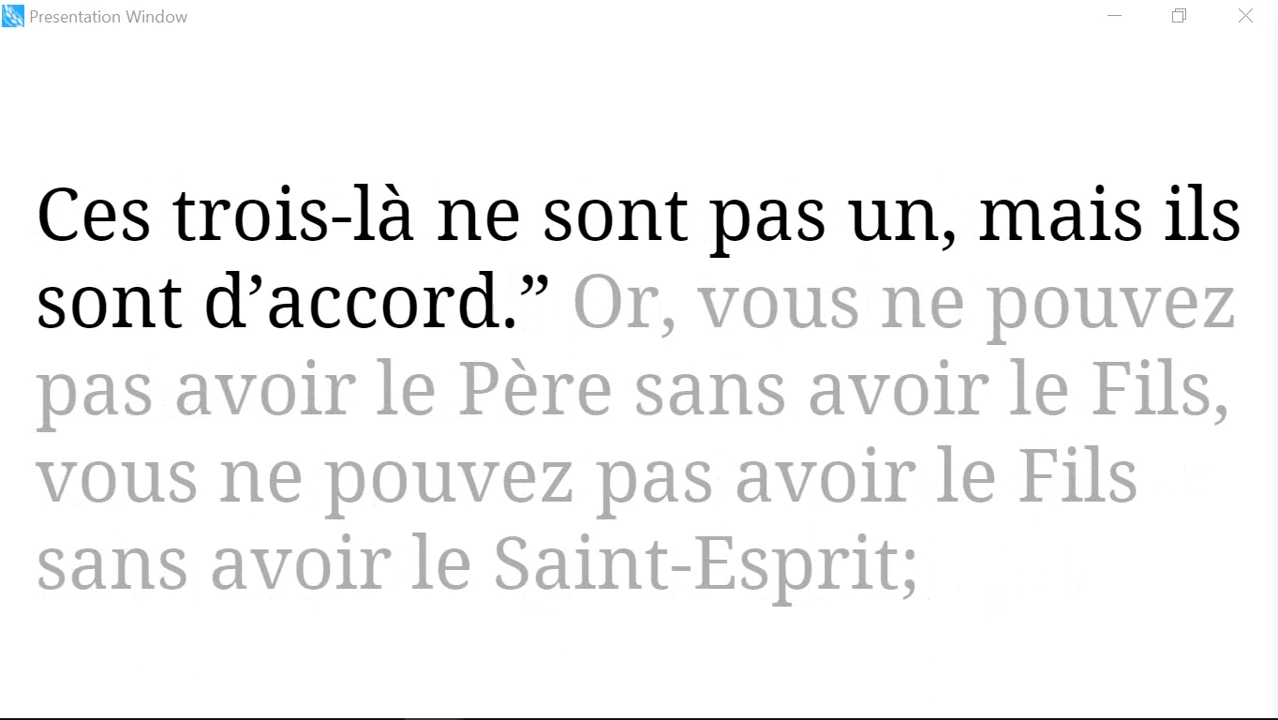 Presentation Window
Ces trois-là ne sont pas un, mais ils
sont d’accord.” Or, vous ne pouvez
pas avoir le Père sans avoir le Fils,
vous ne pouvez pas avoir le Fils
sans avoir le Saint-Esprit;